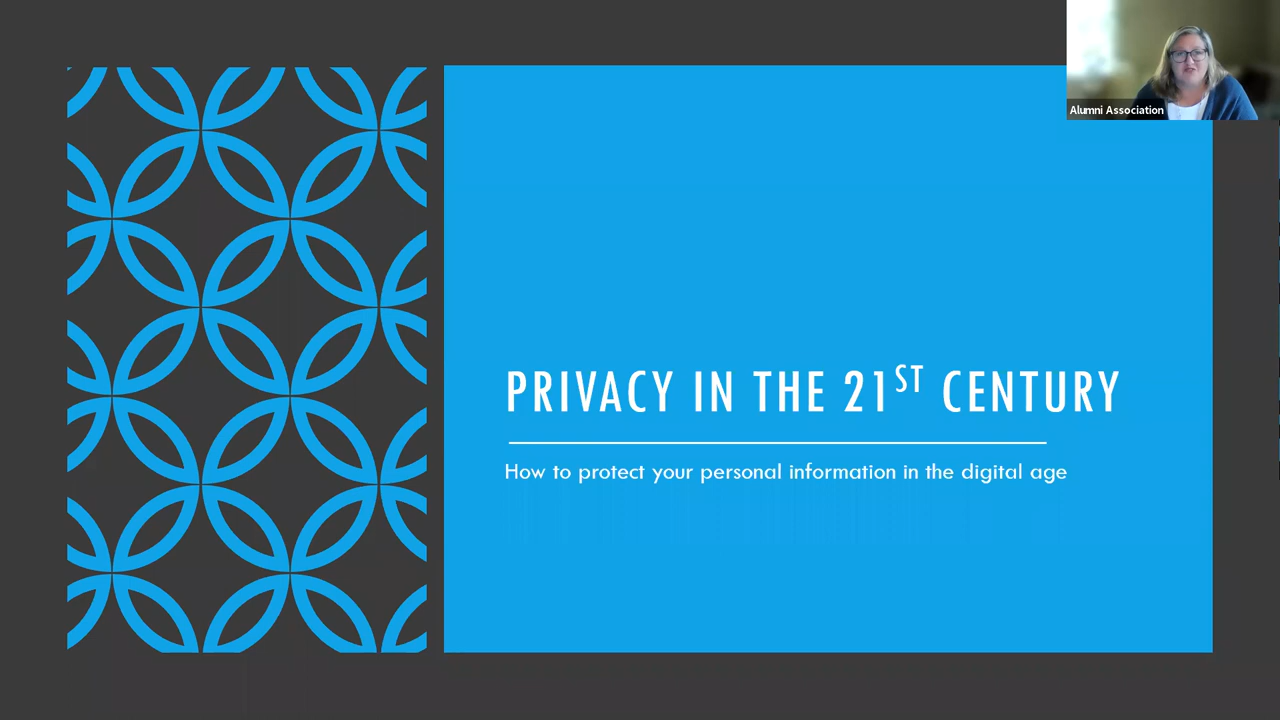 Alumni Association
PRIVACY IN THE 21ST CENTURY
How to protect your personal information in the digital age